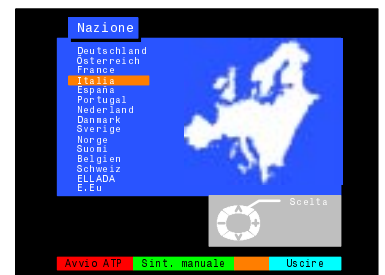 Nazione
Deutschland
Österreich
France
Italia
España
Portugal
Nederland
Danmark
Sverige
Norge
Suomi
Belgien
Schweiz
ELLADA
E.Eu
Scelta
Avvio ATP Sint. manuale Uscire